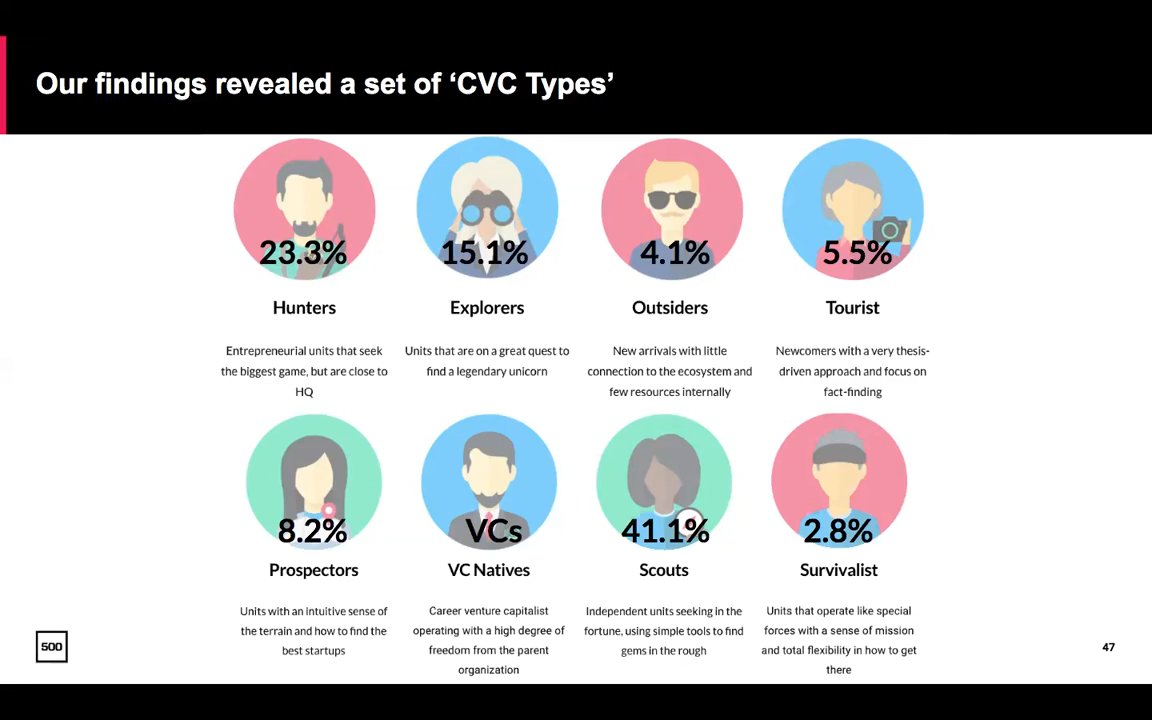 Our findings revealed a set of ‘CVC Types’
23.3%
15.1%
4.1%
5.5%
Hunters
Explorers
Outsiders
Tourist
Entrepreneurial units that seek
the biggest game, but are close to
HQ
Units that are on a great quest to
find a legendary unicorn
New arrivals with little
connection to the ecosystem and
few resources internally
Newcomers with a very thesis-
driven approach and focus on
fact-finding
8.2%
VCs
41.1%
2.8%
Prospectors
VC Natives
Scouts
Survivalist
Units with an intuitive sense of
the terrain and how to find the
best startups
Career venture capitalist
operating with a high degree of
freedom from the parent
organization
Independent units seeking in the
fortune, using simple tools to find
gems in the rough
Units that operate like special
forces with a sense of mission
and total flexibility in how to get
there
500
47